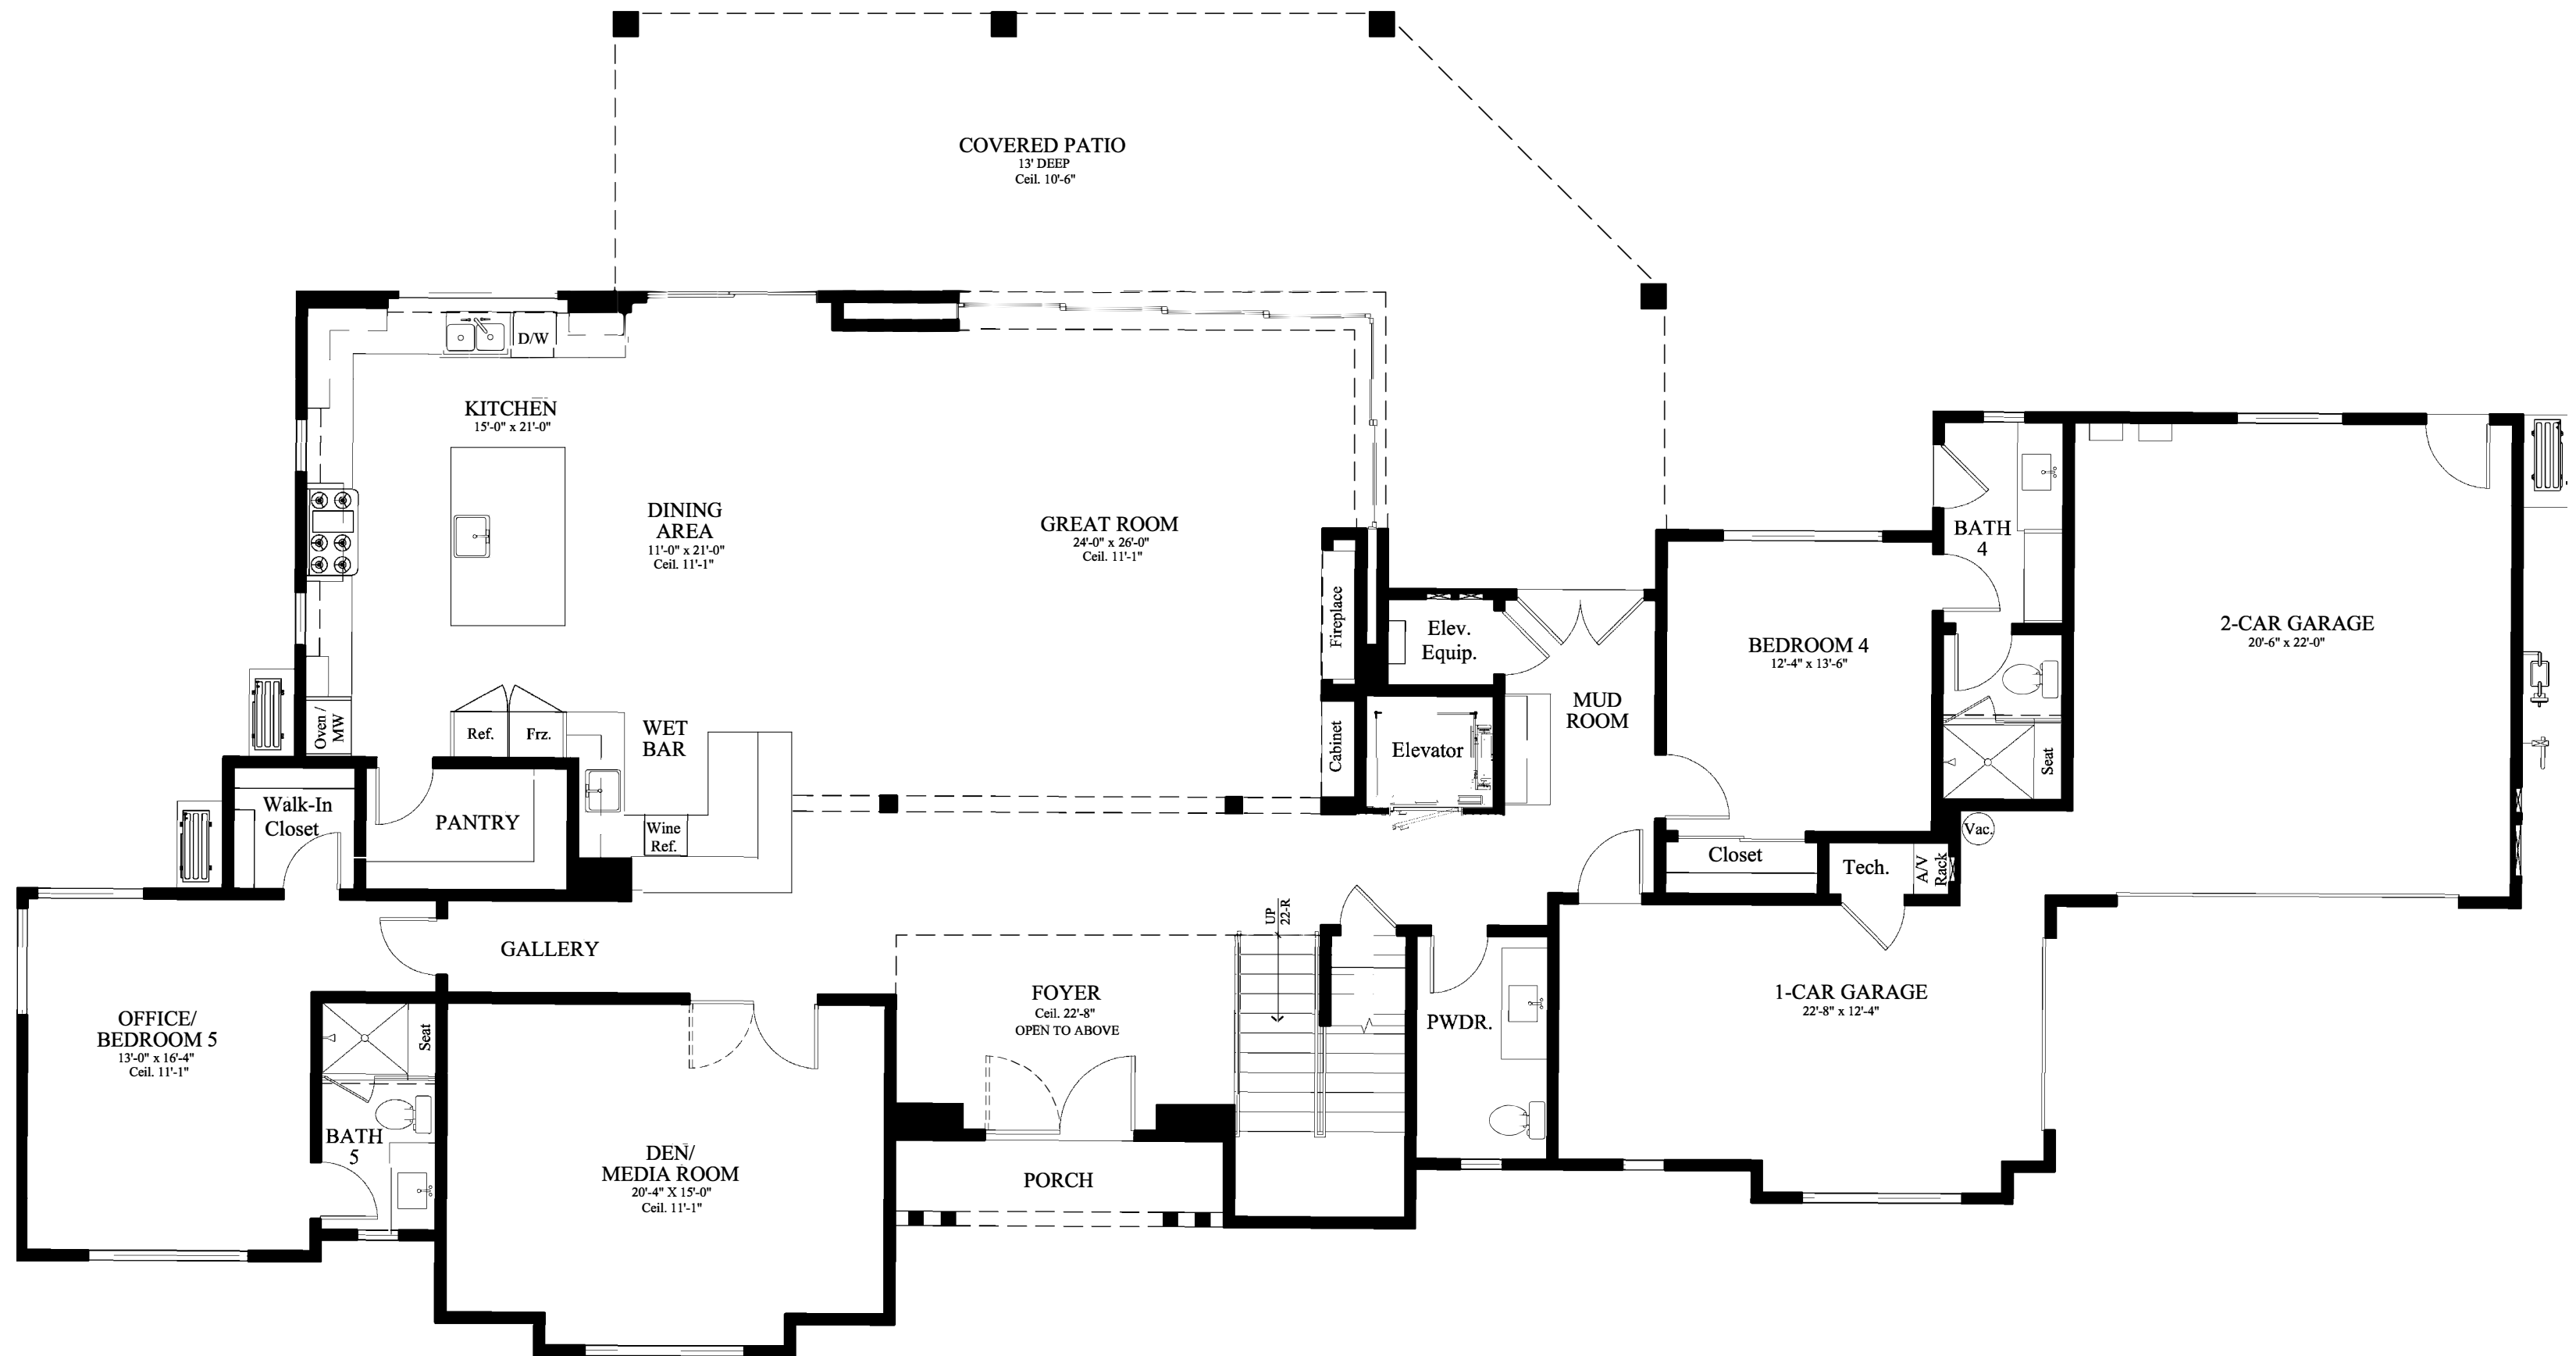 COVERED PATIO
13' DEEP
Ceil. 10'-6"
D/W
KITCHEN
15'-0" x 21'-0"
DINING
AREA
11'-0" x 21'-0"
Ceil. 11'-1"
GREAT ROOM
24'-0" x 26'-0"
Ceil. 11'-1"
Fireplace
Cabinet
Elev.
Equip.
Elevator
MUD
ROOM
BEDROOM 4
12'-4" x 13'-6"
BATH
4
Seat
2-CAR GARAGE
20'-6" x 22'-0"
Oven /
MW
Ref.
Frz.
WET
BAR
Wine
Ref.
Walk-In
Closet
PANTRY
Closet
Tech.
A/V
Rack
Vac.
GALLERY
UP
22-R
FOYER
Ceil. 22'-8"
OPEN TO ABOVE
PWDR.
1-CAR GARAGE
22'-8" x 12'-4"
OFFICE/
BEDROOM 5
13'-0" x 16'-4"
Ceil. 11'-1"
Seat
BATH
5
DEN/
MEDIA ROOM
20'-4" X 15'-0"
Ceil. 11'-1"
PORCH